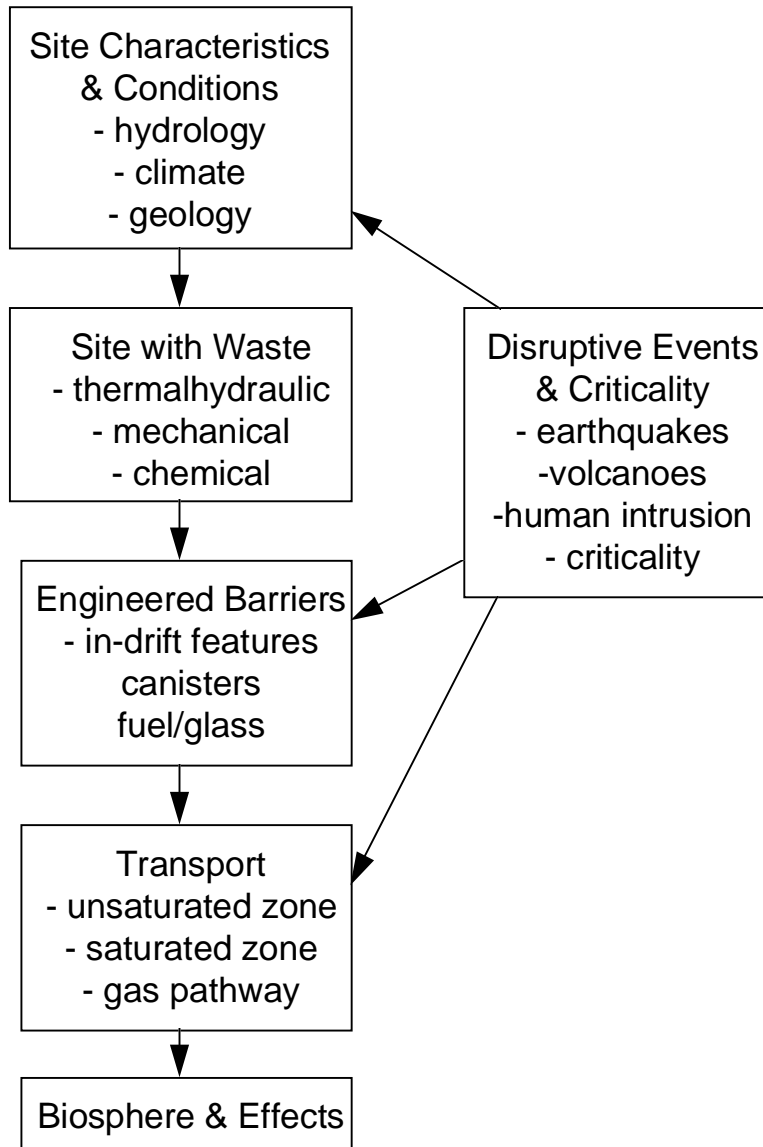 Site Characteristics
& Conditions
- hydrology
- climate
- geology
Site with Waste
- thermalhydraulic
- mechanical
- chemical
Disruptive Events
& Criticality
- earthquakes
-volcanoes
-human intrusion
- criticality
Engineered Barriers
- in-drift features
canisters
fuel/glass
Transport
- unsaturated zone
- saturated zone
- gas pathway
Biosphere & Effects